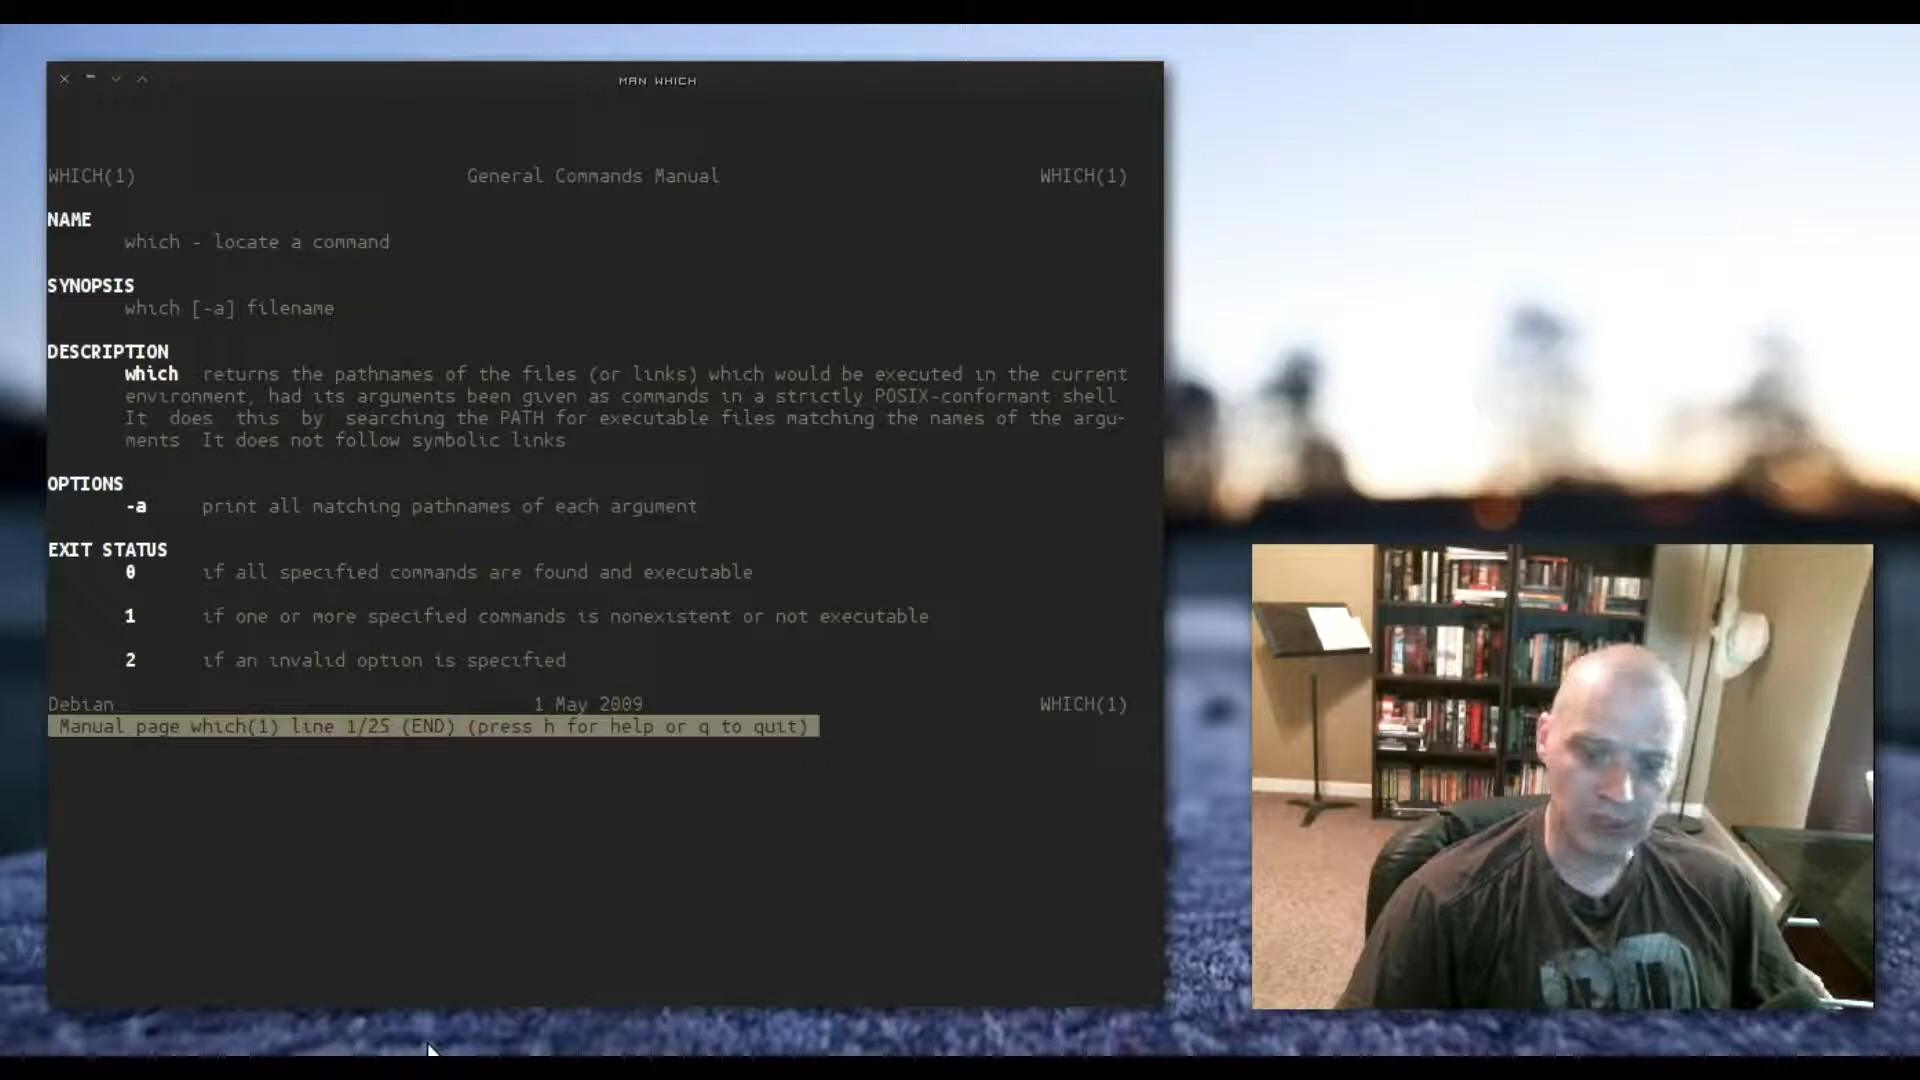 MAN WHICH
WHICH(1) General Commands Manual WHICH(1)
NAME
which - locate a command
SYNOPSIS
which [-a] filename
DESCRIPTION
which returns the pathnames of the files (or links) which would be executed in the current
environment, had its arguments been given as commands in a strictly POSIX-conformant shell
It does this by searching the PATH for executable files matching the names of the argu-
ments It does not follow symbolic links
OPTIONS
-a print all matching pathnames of each argument
EXIT STATUS
0 if all specified commands are found and executable
1 if one or more specified commands is nonexistent or not executable
2 if an invalid option is specified
Debian 1 May 2009 WHICH(1)
Manual page which(1) line 1/25 (END) (press h for help or q to quit)